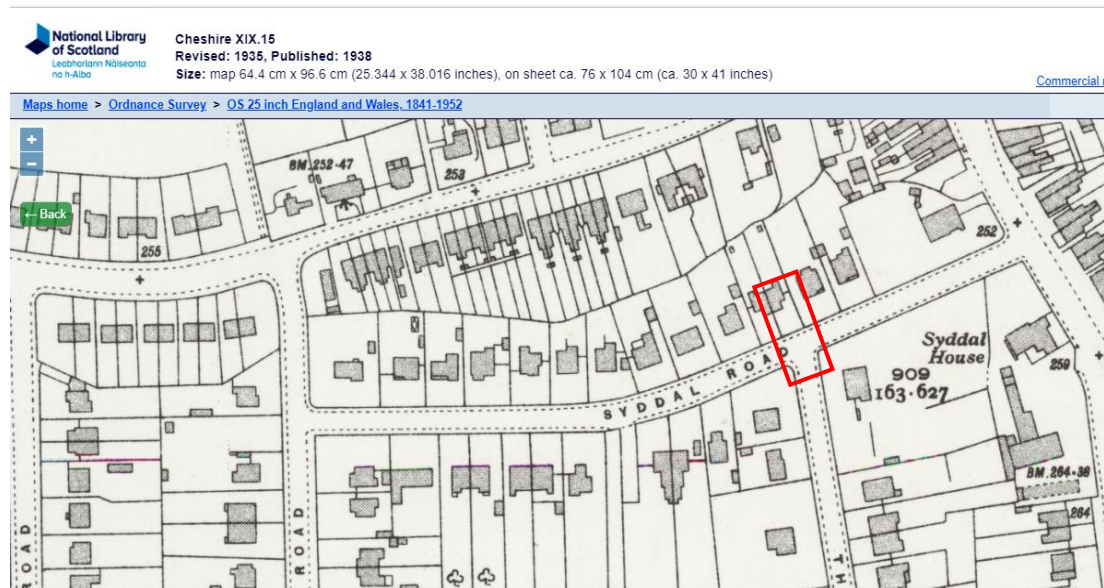 National Library
of Scotland
Leabharlann Nàiseanta
na h-Alba
Cheshire XIX.15
Revised: 1935, Published: 1938
Size: map 64.4 cm x 96.6 cm (25.344 x 38.016 inches), on sheet ca. 76 x 104 cm (ca. 30 x 41 inches)
Commercial
Maps home > Ordnance Survey > OS 25 inch England and Wales, 1841-1952
+
−
← Back
B.M. 252·47
253
255
252
SYDDAL ROAD
Syddal
House
909
163·627
259
B.M. 264·38
264
ROAD
ROAD
TH